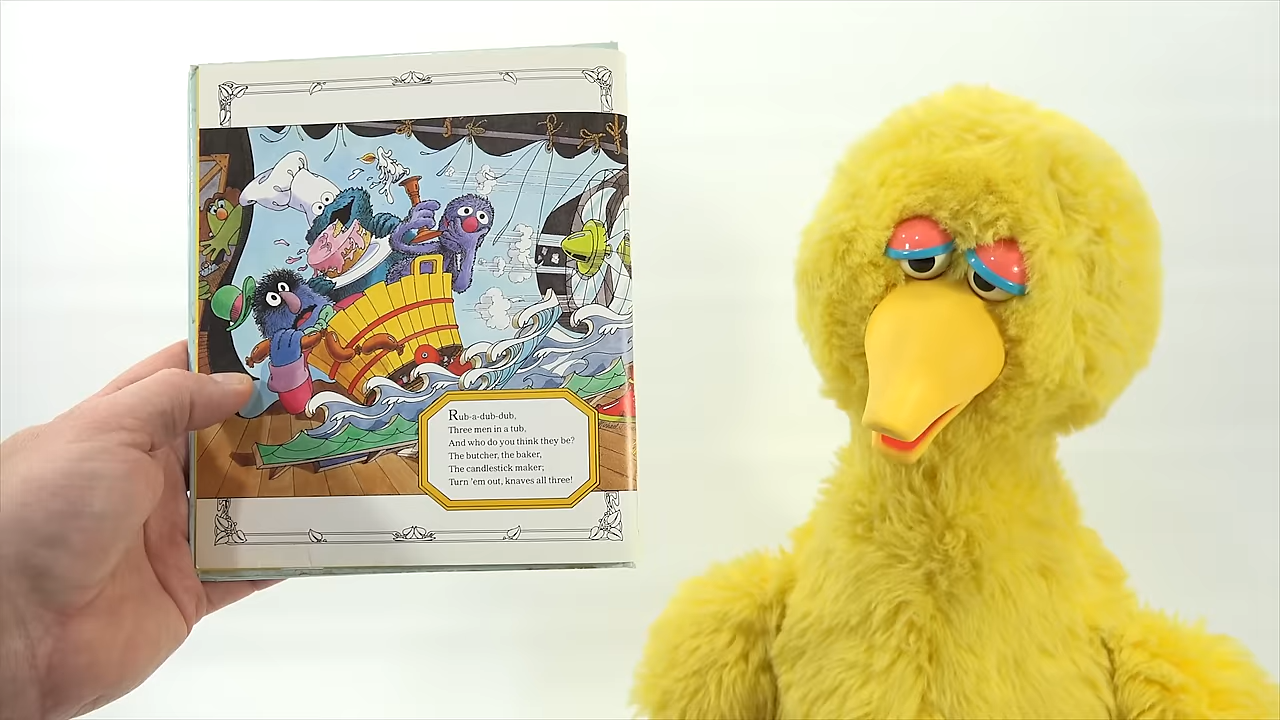 Rub-a-dub-dub,
Three men in a tub,
And who do you think they be?
The butcher, the baker,
The candlestick maker;
Turn 'em out, knaves all three!